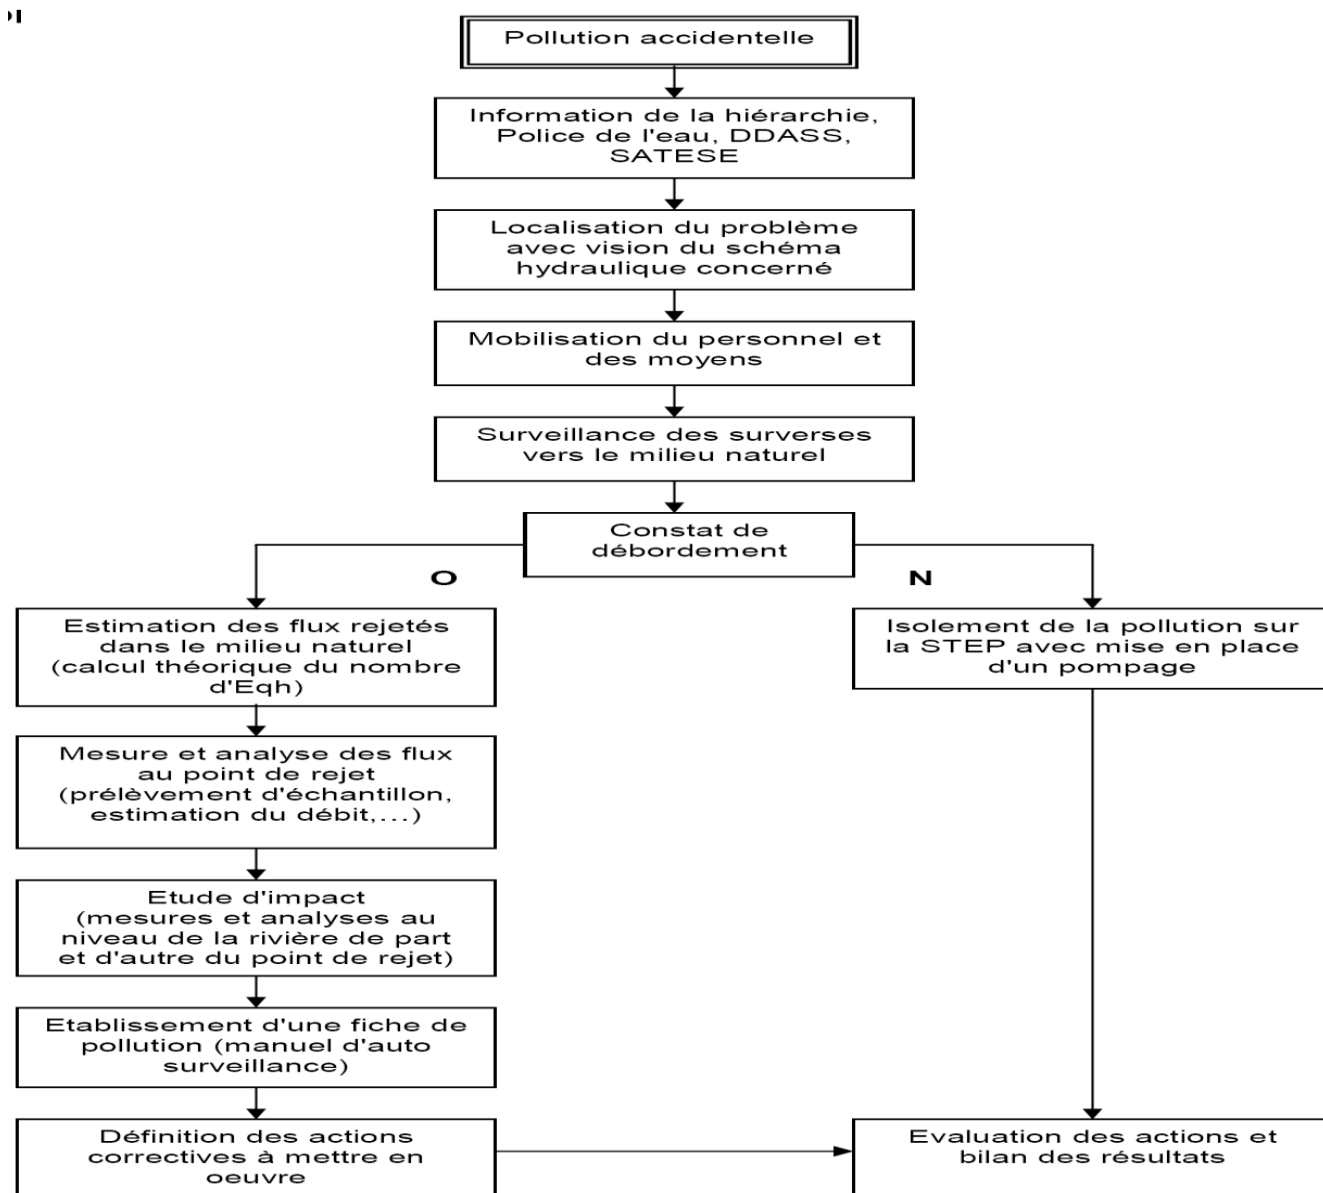 Pollution accidentelle
Information de la hiérarchie,
Police de l'eau, DDASS,
SATESE
Localisation du problème
avec vision du schéma
hydraulique concerné
Mobilisation du personnel et
des moyens
Surveillance des surverses
vers le milieu naturel
Constat de
débordement
O
N
Estimation des flux rejetés
dans le milieu naturel
(calcul théorique du nombre
d'Eqh)
Isolement de la pollution sur
la STEP avec mise en place
d'un pompage
Mesure et analyse des flux
au point de rejet
(prélèvement d'échantillon,
estimation du débit,...)
Etude d'impact
(mesures et analyses au
niveau de la rivière de part
et d'autre du point de rejet)
Etablissement d'une fiche de
pollution (manuel d'auto
surveillance)
Définition des actions
correctives à mettre en
oeuvre
Evaluation des actions et
bilan des résultats